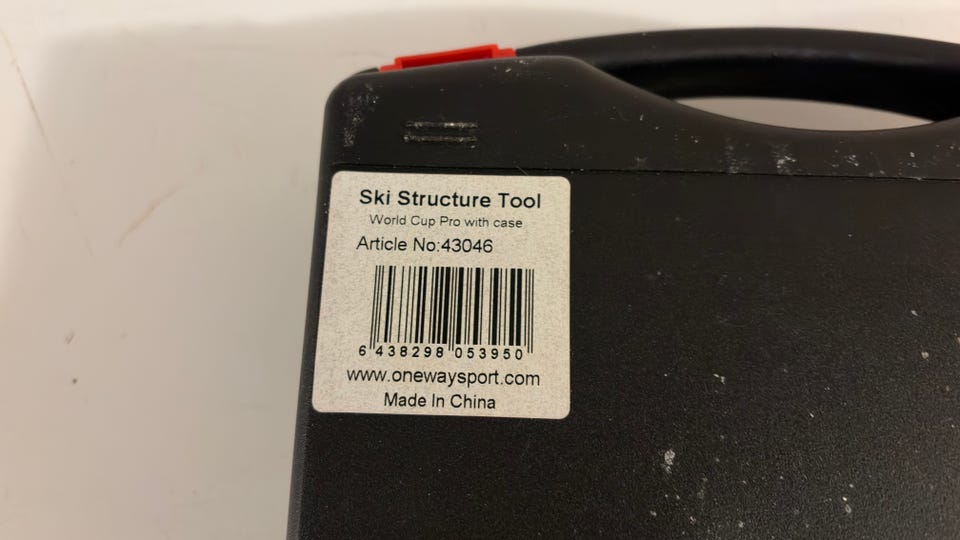 Ski Structure Tool
World Cup Pro with case
Article No:43046
6 438298 053950
www.onewaysport.com
Made In China